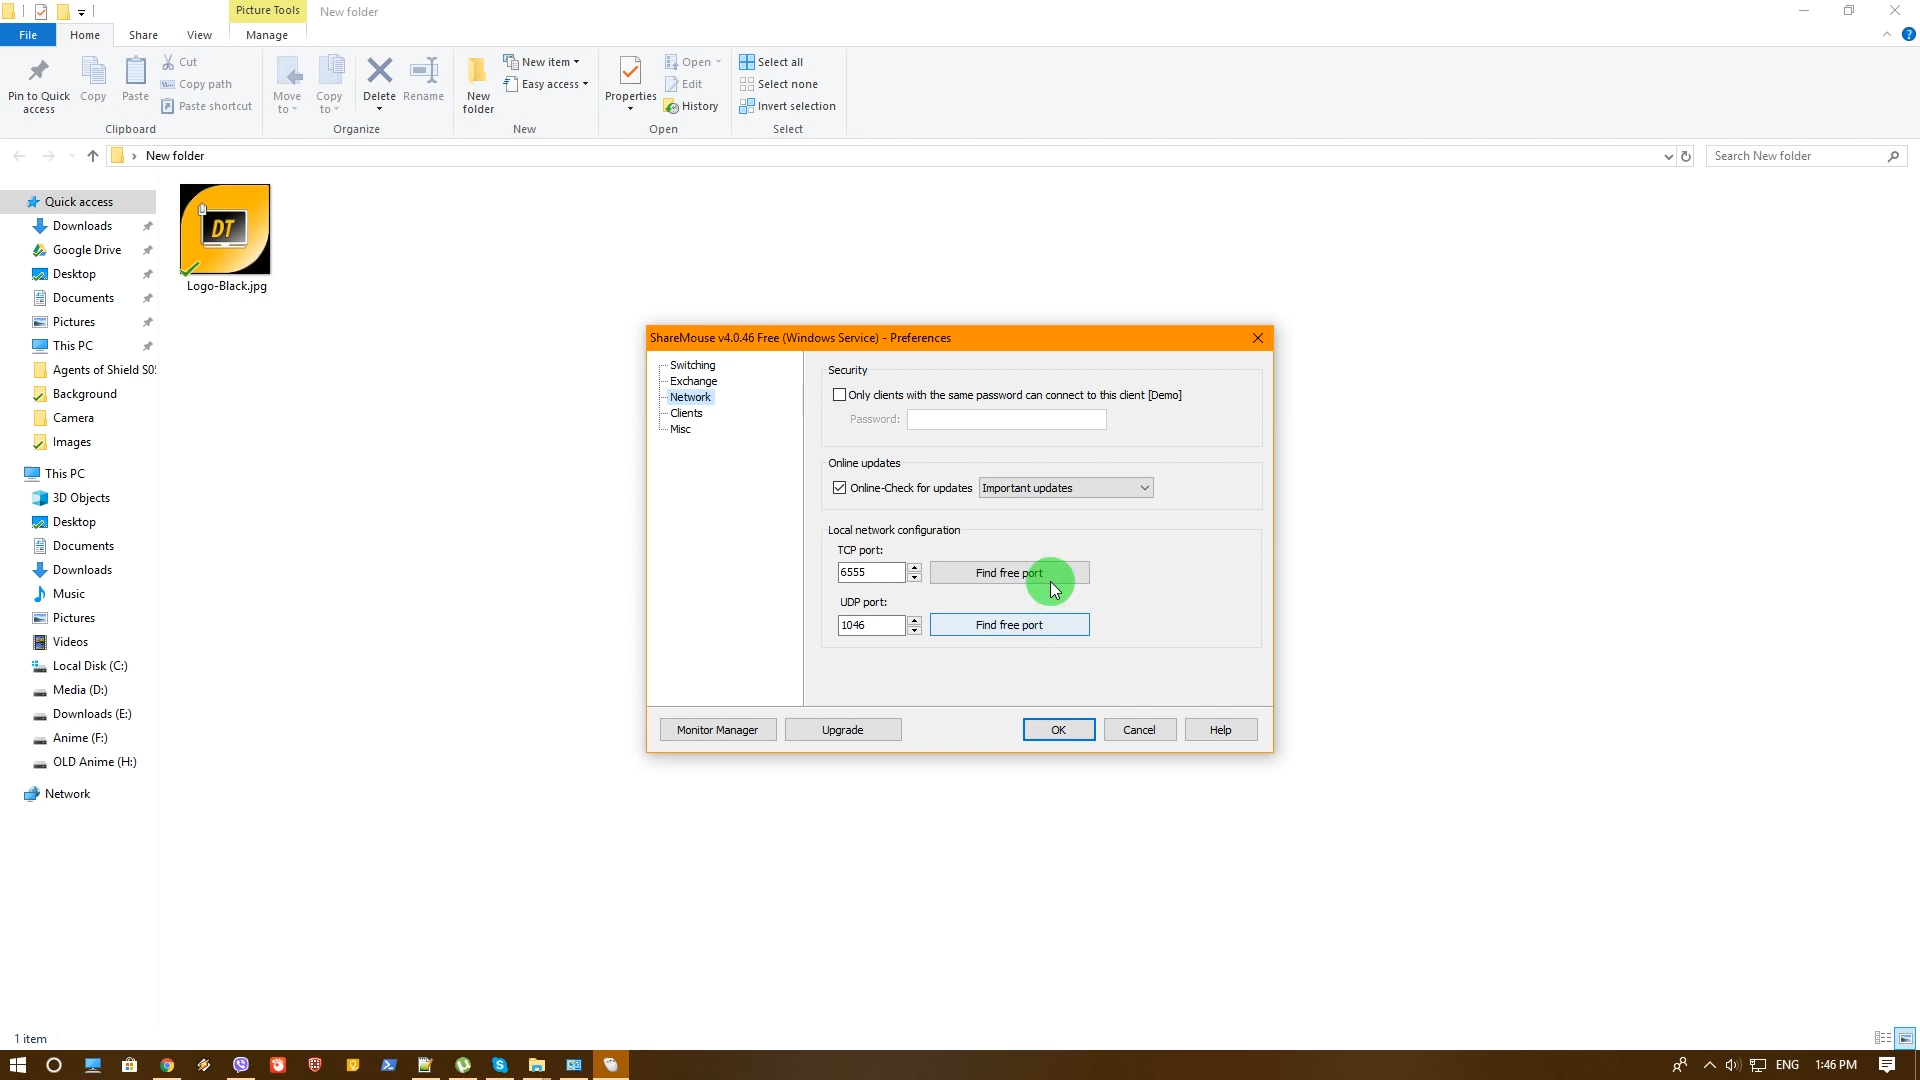 Picture Tools
New folder
File
Home
Share
View
Manage
Pin to Quick
access
Copy
Paste
Cut
Copy path
Paste shortcut
Clipboard
Move
to
Copy
to
Delete
Rename
Organize
New
folder
New item
Easy access
New
Properties
Open
Edit
History
Open
Select all
Select none
Invert selection
Select
New folder
Search New folder
Quick access
Downloads
Google Drive
Desktop
Documents
Pictures
This PC
Agents of Shield S05
Background
Camera
Images
This PC
3D Objects
Desktop
Documents
Downloads
Music
Pictures
Videos
Local Disk (C:)
Media (D:)
Downloads (E:)
Anime (F:)
OLD Anime (H:)
Network
DT
Logo-Black.jpg
ShareMouse v4.0.46 Free (Windows Service) - Preferences
Switching
Exchange
Network
Clients
Misc
Security
Only clients with the same password can connect to this client [Demo]
Password:
Online updates
Online-Check for updates
Important updates
Local network configuration
TCP port:
6555
Find free port
UDP port:
1046
Find free port
Monitor Manager
Upgrade
OK
Cancel
Help
1 item
ENG
1:46 PM